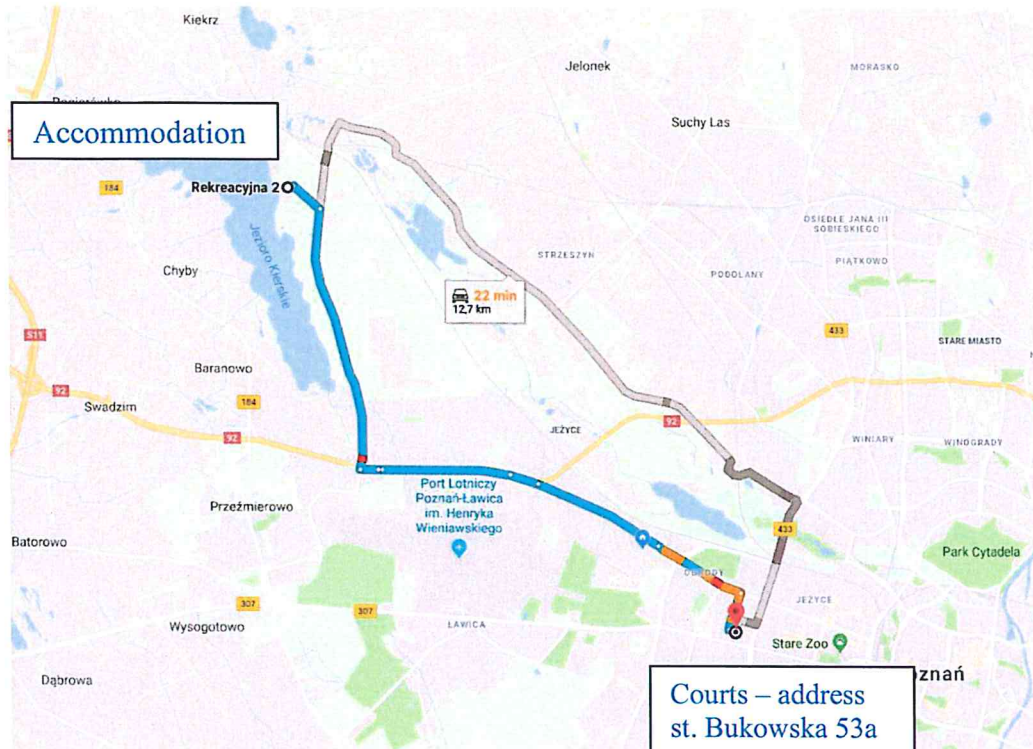 Kiekrz
Jelonek
MORASKO
Suchy Las
Accommodation
184
Rekreacyjna 2
OSIEDLE JANA III
SOBIESKIEGO
Jezioro Kierskie
STRZESZYN
PIĄTKOWO
Chyby
PODOLANY
22 min
12,7 km
433
S11
STARE MIASTO
Baranowo
92
184
Swadzim
92
92
JEŻYCE
WINIARY
WINOGRADY
Port Lotniczy
Poznań-Ławica
im. Henryka
Wieniawskiego
Przeźmierowo
433
Batorowo
Park Cytadela
OGRODY
JEŻYCE
307
307
Wysogotowo
ŁAWICA
Stare Zoo
Dąbrowa
oznań
Courts – address
st. Bukowska 53a